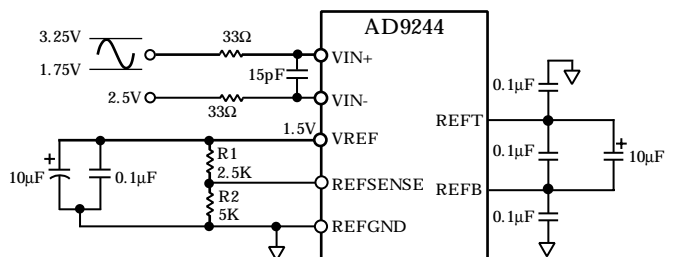 AD9244
3.25V
1.75V
33Ω
VIN+
15pF
2.5V
33Ω
VIN-
0.1μF
1.5V
VREF
REFT
R1
2.5K
10μF
+
0.1μF
REFSENSE
R2
5K
REFB
0.1μF
+
10μF
REFGND
0.1μF